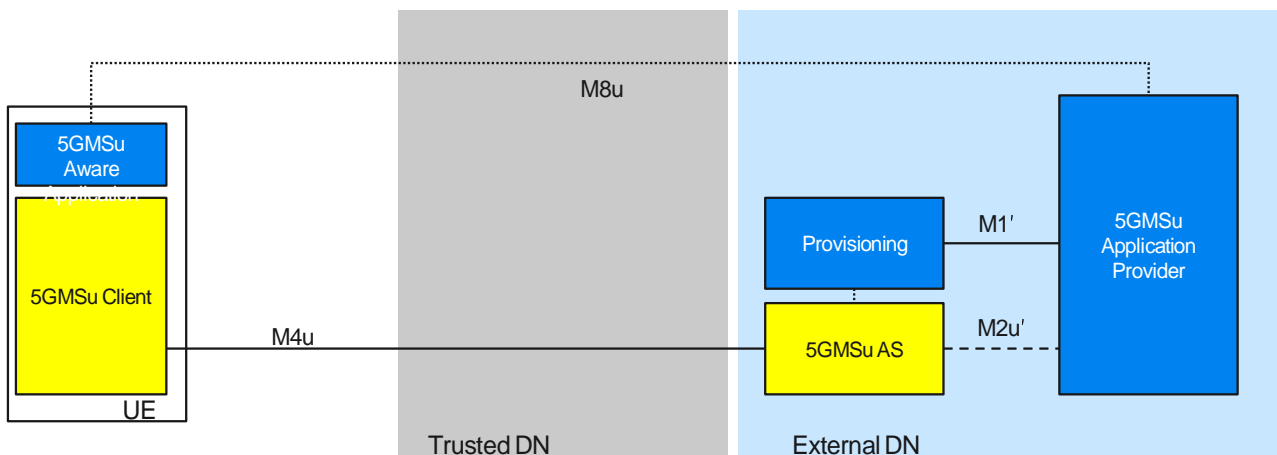 M8u
5GMSu
Aware
Application
5GMSu Client
M4u
UE
Trusted DN
Provisioning
M1′
5GMSu
Application
Provider
5GMSu AS
M2u′
External DN